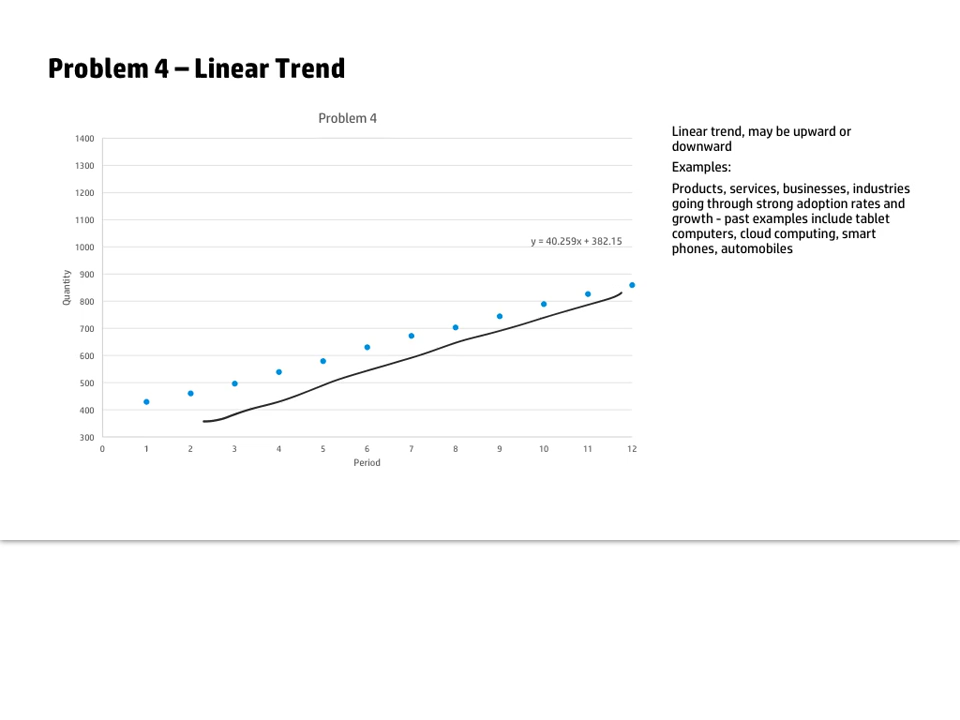 Problem 4 – Linear Trend
Problem 4
1400
1300
1200
1100
1000
900
800
700
600
500
400
300
Quantity
y = 40.259x + 382.15
0 1 2 3 4 5 6 7 8 9 10 11 12
Period
Linear trend, may be upward or
downward
Examples:
Products, services, businesses, industries
going through strong adoption rates and
growth - past examples include tablet
computers, cloud computing, smart
phones, automobiles